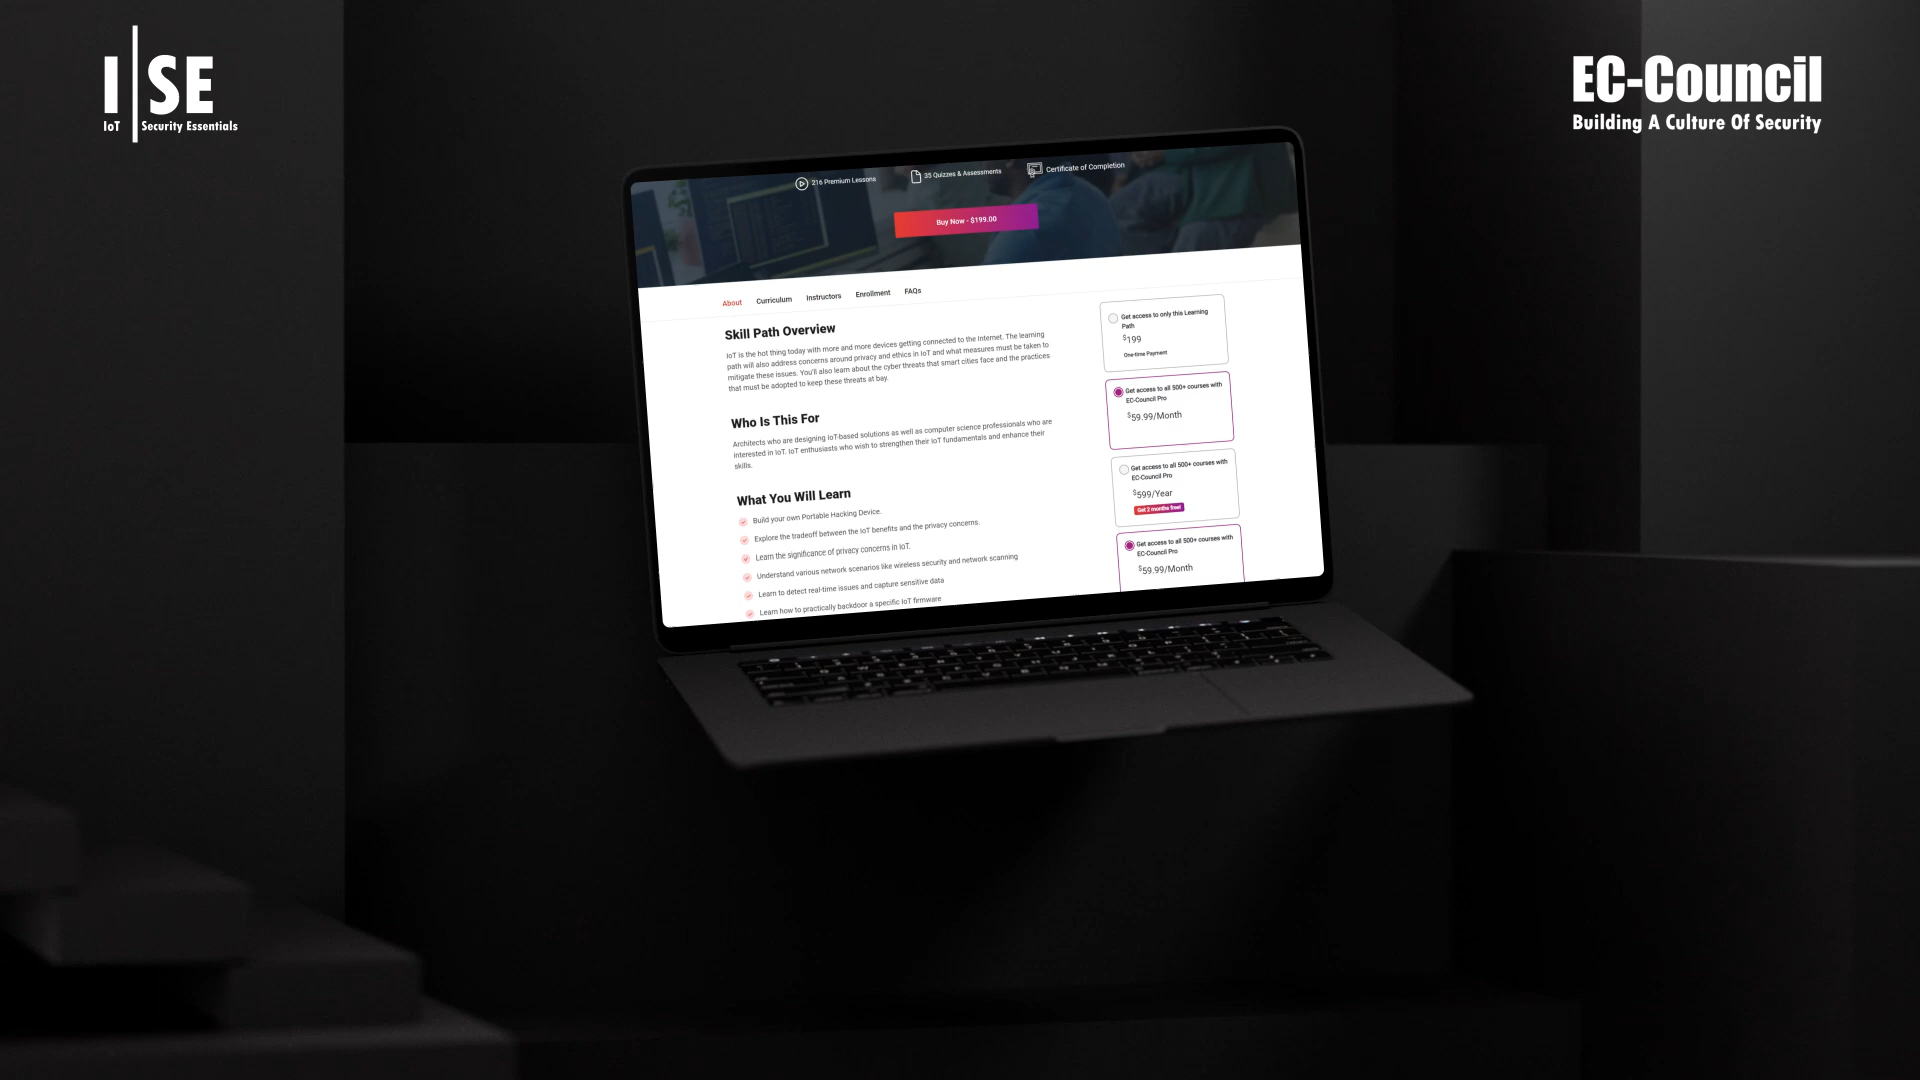 I SE
IoT Security Essentials
EC-Council
Building A Culture Of Security
216 Premium Lessons
35 Quizzes & Assessments
Certificate of Completion
Buy Now - $199.00
About Curriculum Instructors Enrollment FAQs
Skill Path Overview
IoT is the hot thing today with more and more devices getting connected to the Internet. The learning
path will also address concerns around privacy and ethics in IoT and what measures must be taken to
mitigate these issues. You'll also learn about the cyber threats that smart cities face and the practices
that must be adopted to keep these threats at bay.
Who Is This For
Architects who are designing IoT-based solutions as well as computer science professionals who are
interested in IoT. IoT enthusiasts who wish to strengthen their IoT fundamentals and enhance their
skills.
What You Will Learn
Build your own Portable Hacking Device.
Explore the tradeoff between the IoT benefits and the privacy concerns.
Learn the significance of privacy concerns in IoT.
Understand various network scenarios like wireless security and network scanning
Learn to detect real-time issues and capture sensitive data
Learn how to practically backdoor a specific IoT firmware
Get access to only this Learning
Path
$199
One-time Payment
Get access to all 500+ courses with
EC-Council Pro
$59.99/Month
Get access to all 500+ courses with
EC-Council Pro
$599/Year
Get 2 months free!
Get access to all 500+ courses with
EC-Council Pro
$59.99/Month